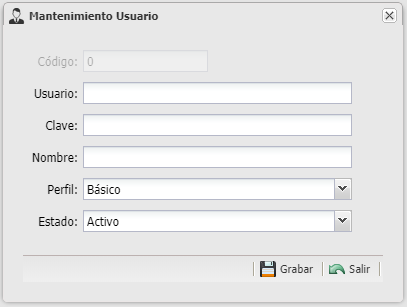 Mantenimiento Usuario
Código: 0
Usuario:
Clave:
Nombre:
Perfil: Básico
Estado: Activo
Grabar Salir